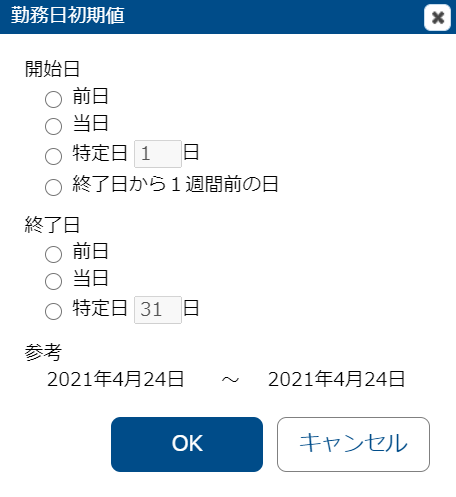 勤務日初期値
開始日
前日
当日
特定日 1 日
終了日から１週間前の日
終了日
前日
当日
特定日 31 日
参考
2021年4月24日 ～ 2021年4月24日
OK キャンセル